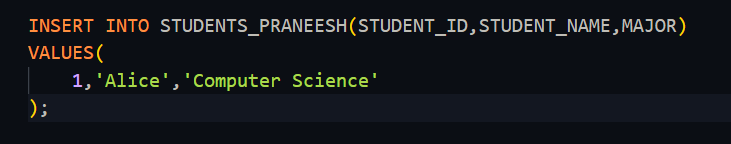 INSERT INTO STUDENTS_PRANEESH(STUDENT_ID,STUDENT_NAME,MAJOR)
VALUES(
    1,'Alice','Computer Science'
);